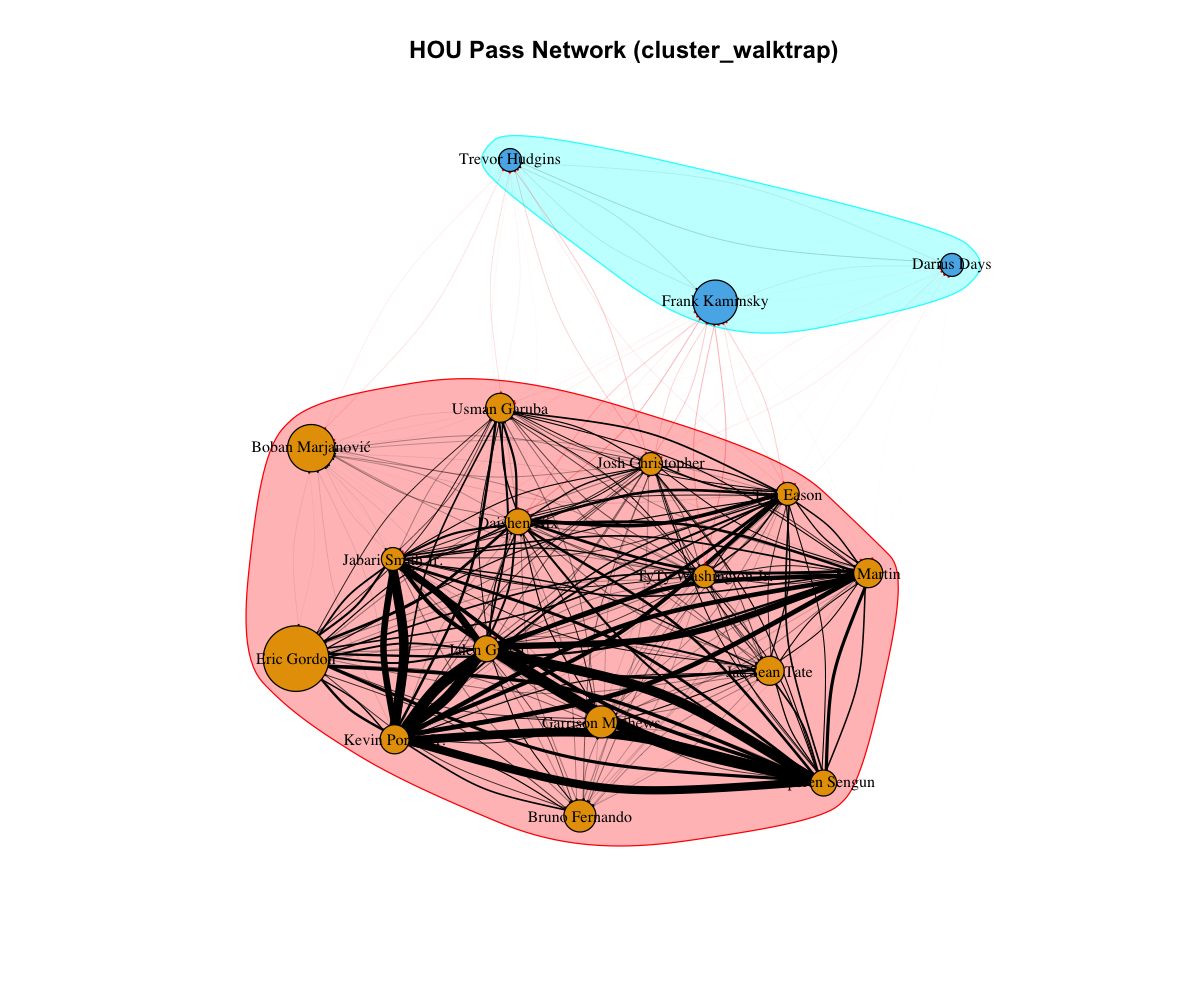 HOU Pass Network (cluster_walktrap)
Trevor Hudgins
Darius Days
Frank Kaminsky
Usman Garuba
Boban Marjanović
Josh Christopher
Eason
Daishen Nix
Jabari Smith Jr.
TyTy Washington Jr.
Martin
Jalen Green
Eric Gordon
Jae'Sean Tate
Garrison Mathews
Kevin Porter Jr.
Sengun
Bruno Fernando